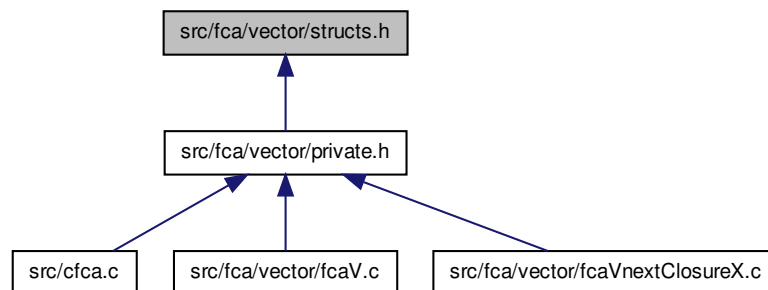 src/fca/vector/structs.h
src/fca/vector/private.h
src/cfca.c
src/fca/vector/fcaV.c
src/fca/vector/fcaVnextClosureX.c